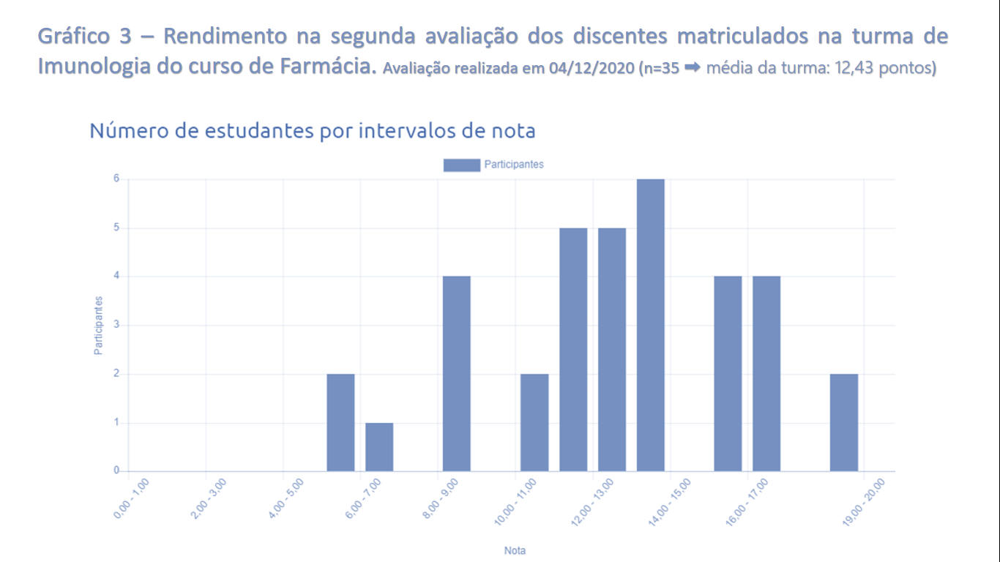 Gráfico 3 – Rendimento na segunda avaliação dos discentes matriculados na turma de
Imunologia do curso de Farmácia. Avaliação realizada em 04/12/2020 (n=35 ➡ média da turma: 12,43 pontos)
Número de estudantes por intervalos de nota
Participantes
6
5
4
3
2
1
0
Participantes
0,00 - 1,00
2,00 - 3,00
4,00 - 5,00
6,00 - 7,00
8,00 - 9,00
10,00 - 11,00
12,00 - 13,00
14,00 - 15,00
16,00 - 17,00
19,00 - 20,00
Nota